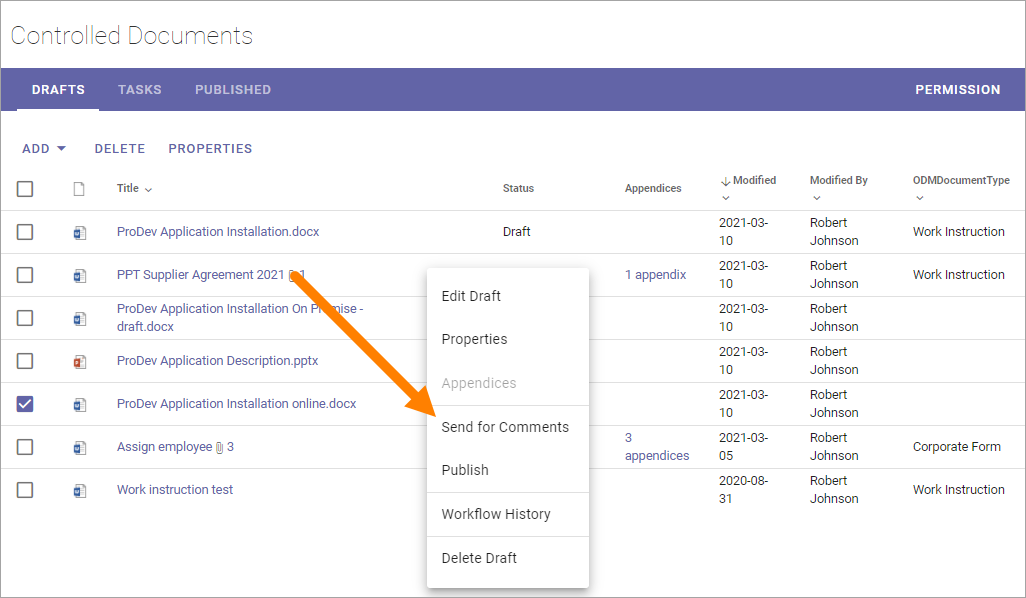 Controlled Documents
DRAFTS TASKS PUBLISHED PERMISSION
ADD DELETE PROPERTIES
Title Status Appendices Modified Modified By ODMDocumentType
ProDev Application Installation.docx Draft 2021-03-10 Robert Johnson Work Instruction
PPT Supplier Agreement 2021 1 1 appendix 2021-03-10 Robert Johnson Work Instruction
ProDev Application Installation On Premise - draft.docx 2021-03-10 Robert Johnson
ProDev Application Description.pptx 2021-03-10 Robert Johnson
ProDev Application Installation online.docx 2021-03-10 Robert Johnson
Assign employee 3 3 appendices 2021-03-05 Robert Johnson Corporate Form
Work instruction test 2020-08-31 Robert Johnson Work Instruction
Edit Draft
Properties
Appendices
Send for Comments
Publish
Workflow History
Delete Draft